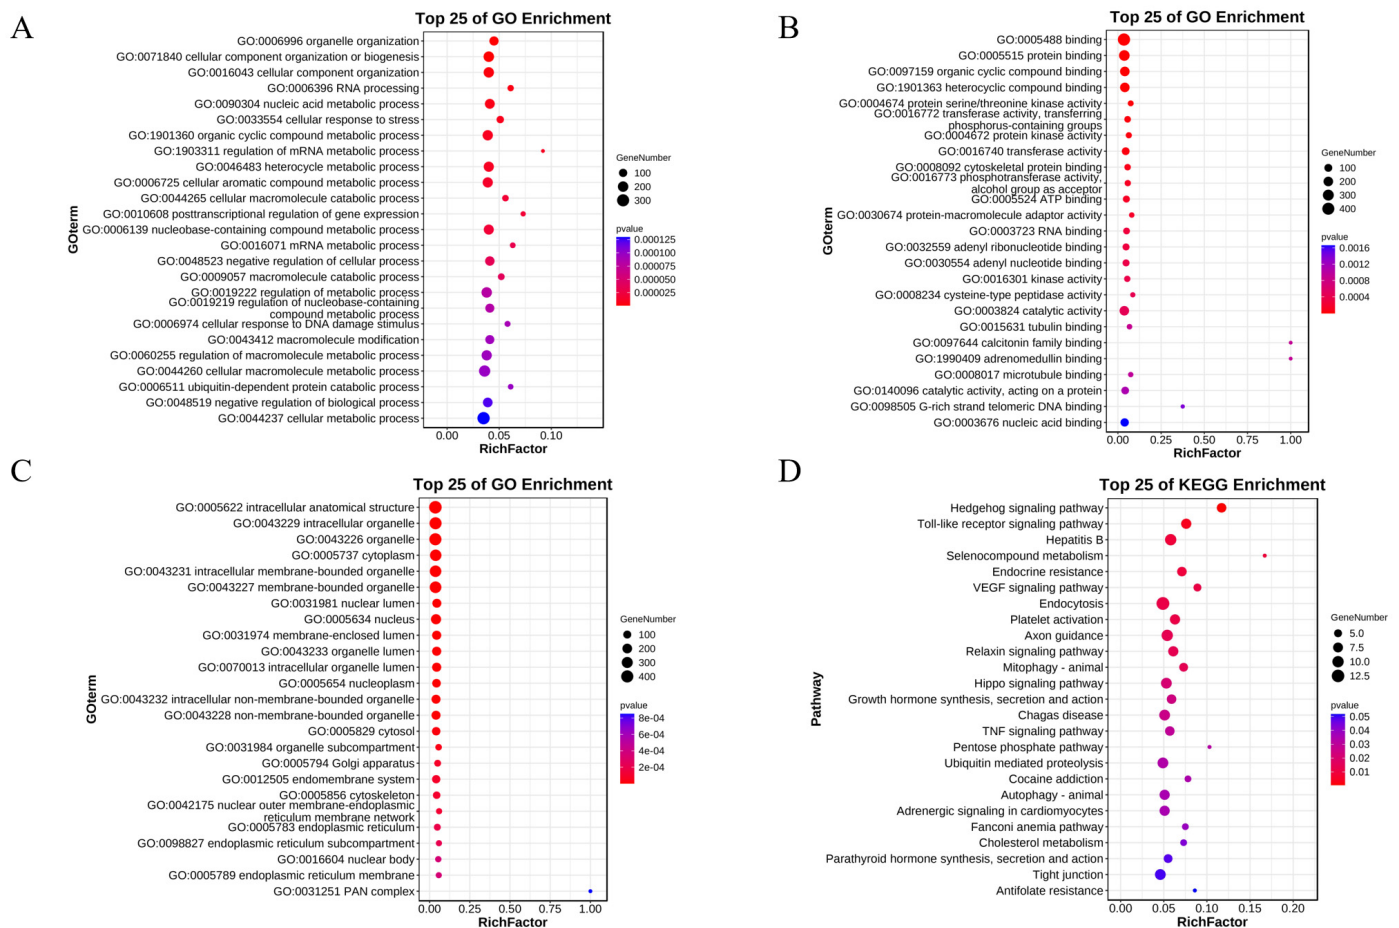 A
Top 25 of GO Enrichment
GO:0006996 organelle organization
GO:0071840 cellular component organization or biogenesis
GO:0016043 cellular component organization
GO:0006396 RNA processing
GO:0090304 nucleic acid metabolic process
GO:0033554 cellular response to stress
GO:1901360 organic cyclic compound metabolic process
GO:1903311 regulation of mRNA metabolic process
GO:0046483 heterocycle metabolic process
GO:0006725 cellular aromatic compound metabolic process
GO:0044265 cellular macromolecule catabolic process
GO:0010608 posttranscriptional regulation of gene expression
GO:0006139 nucleobase-containing compound metabolic process
GO:0016071 mRNA metabolic process
GO:0048523 negative regulation of cellular process
GO:0009057 macromolecule catabolic process
GO:0019222 regulation of metabolic process
GO:0019219 regulation of nucleobase-containing
compound metabolic process
GO:0006974 cellular response to DNA damage stimulus
GO:0043412 macromolecule modification
GO:0060255 regulation of macromolecule metabolic process
GO:0044260 cellular macromolecule metabolic process
GO:0006511 ubiquitin-dependent protein catabolic process
GO:0048519 negative regulation of biological process
GO:0044237 cellular metabolic process
GOterm
0.00 0.05 0.10
RichFactor
GeneNumber
100
200
300
pvalue
0.000125
0.000100
0.000075
0.000050
0.000025
B
Top 25 of GO Enrichment
GO:0005488 binding
GO:0005515 protein binding
GO:0097159 organic cyclic compound binding
GO:1901363 heterocyclic compound binding
GO:0004674 protein serine/threonine kinase activity
GO:0016772 transferase activity, transferring
phosphorus-containing groups
GO:0004672 protein kinase activity
GO:0016740 transferase activity
GO:0008092 cytoskeletal protein binding
GO:0016773 phosphotransferase activity,
alcohol group as acceptor
GO:0005524 ATP binding
GO:0030674 protein-macromolecule adaptor activity
GO:0003723 RNA binding
GO:0032559 adenyl ribonucleotide binding
GO:0030554 adenyl nucleotide binding
GO:0016301 kinase activity
GO:0008234 cysteine-type peptidase activity
GO:0003824 catalytic activity
GO:0015631 tubulin binding
GO:0097644 calcitonin family binding
GO:1990409 adrenomedullin binding
GO:0008017 microtubule binding
GO:0140096 catalytic activity, acting on a protein
GO:0098505 G-rich strand telomeric DNA binding
GO:0003676 nucleic acid binding
GOterm
0.00 0.25 0.50 0.75 1.00
RichFactor
GeneNumber
100
200
300
400
pvalue
0.0016
0.0012
0.0008
0.0004
C
Top 25 of GO Enrichment
GO:0005622 intracellular anatomical structure
GO:0043229 intracellular organelle
GO:0043226 organelle
GO:0005737 cytoplasm
GO:0043231 intracellular membrane-bounded organelle
GO:0043227 membrane-bounded organelle
GO:0031981 nuclear lumen
GO:0005634 nucleus
GO:0031974 membrane-enclosed lumen
GO:0043233 organelle lumen
GO:0070013 intracellular organelle lumen
GO:0005654 nucleoplasm
GO:0043232 intracellular non-membrane-bounded organelle
GO:0043228 non-membrane-bounded organelle
GO:0005829 cytosol
GO:0031984 organelle subcompartment
GO:0005794 Golgi apparatus
GO:0012505 endomembrane system
GO:0005856 cytoskeleton
GO:0042175 nuclear outer membrane-endoplasmic
reticulum membrane network
GO:0005783 endoplasmic reticulum
GO:0098827 endoplasmic reticulum subcompartment
GO:0016604 nuclear body
GO:0005789 endoplasmic reticulum membrane
GO:0031251 PAN complex
GOterm
0.00 0.25 0.50 0.75 1.00
RichFactor
GeneNumber
100
200
300
400
pvalue
8e-04
6e-04
4e-04
2e-04
D
Top 25 of KEGG Enrichment
Hedgehog signaling pathway
Toll-like receptor signaling pathway
Hepatitis B
Selenocompound metabolism
Endocrine resistance
VEGF signaling pathway
Endocytosis
Platelet activation
Axon guidance
Relaxin signaling pathway
Mitophagy - animal
Hippo signaling pathway
Growth hormone synthesis, secretion and action
Chagas disease
TNF signaling pathway
Pentose phosphate pathway
Ubiquitin mediated proteolysis
Cocaine addiction
Autophagy - animal
Adrenergic signaling in cardiomyocytes
Fanconi anemia pathway
Cholesterol metabolism
Parathyroid hormone synthesis, secretion and action
Tight junction
Antifolate resistance
Pathway
0.00 0.05 0.10 0.15 0.20
RichFactor
GeneNumber
5.0
7.5
10.0
12.5
pvalue
0.05
0.04
0.03
0.02
0.01